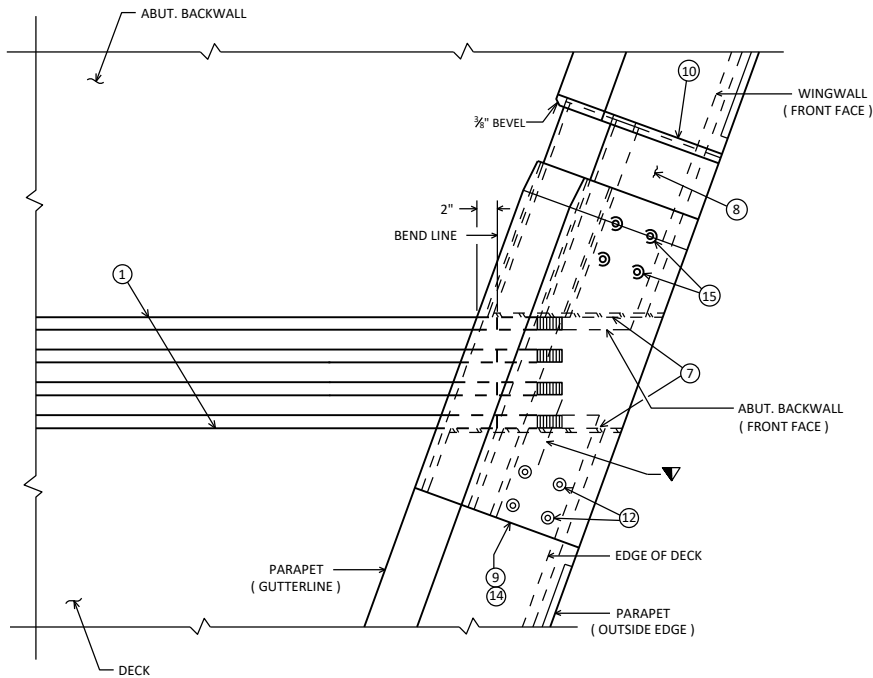 ABUT. BACKWALL
10
WINGWALL
( FRONT FACE )
⅜" BEVEL
8
2"
BEND LINE
1
15
7
ABUT. BACKWALL
( FRONT FACE )
12
EDGE OF DECK
PARAPET
( GUTTERLINE )
9
14
PARAPET
( OUTSIDE EDGE )
DECK